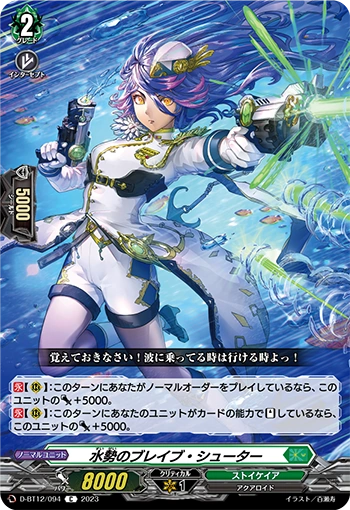 2
グレード
インターセプト
5000
シールド
覚えておきなさい！波に乗ってる時は行ける時よっ！
永【R】：このターンにあなたがノーマルオーダーをプレイしているなら、このユニットの+5000。
永【R】：このターンにあなたのユニットがカードの能力で[]しているなら、このユニットの+5000。
ノーマルユニット
水勢のブレイブ・シューター
パワー
8000
クリティカル
1
ストイケイア
アクアロイド
D-BT12/094 C 2023
イラスト／百瀬寿